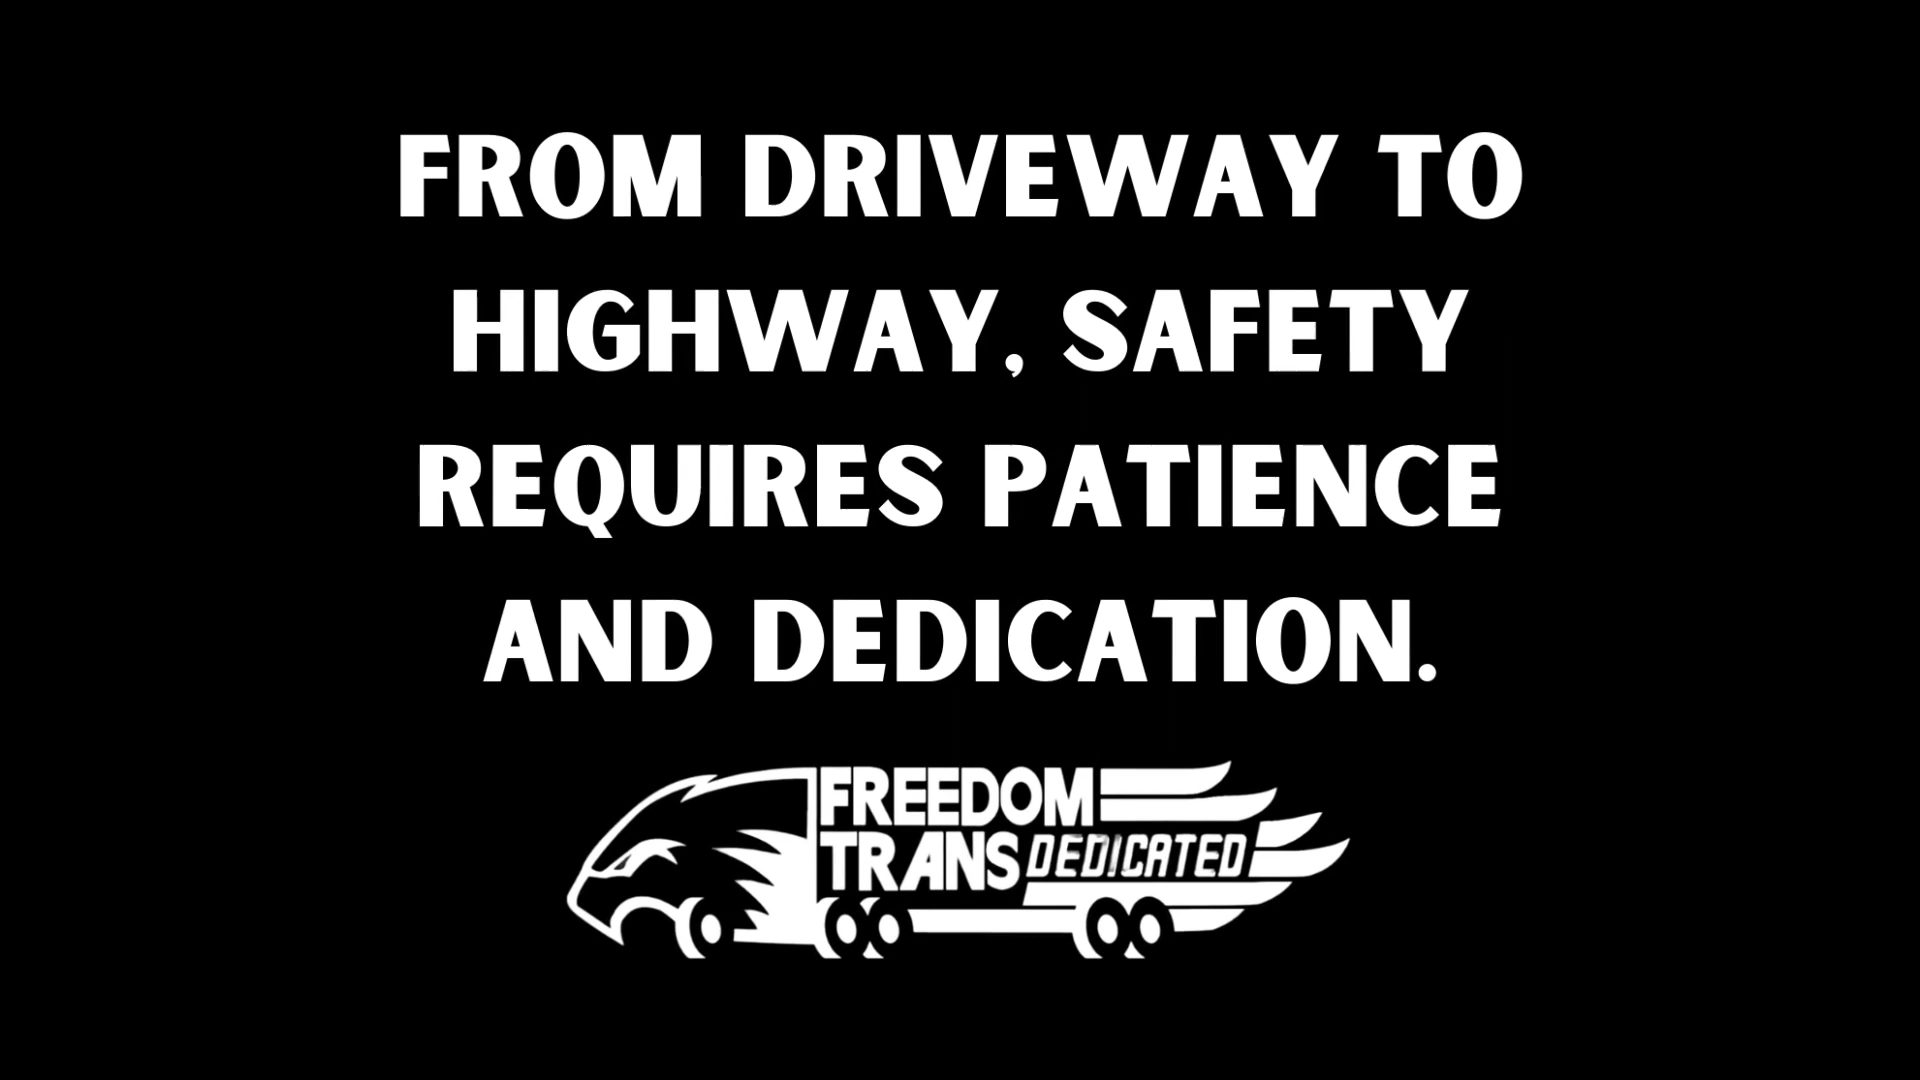 FROM DRIVEWAY TO
HIGHWAY, SAFETY
REQUIRES PATIENCE
AND DEDICATION.
FREEDOM
TRANS DEDICATED